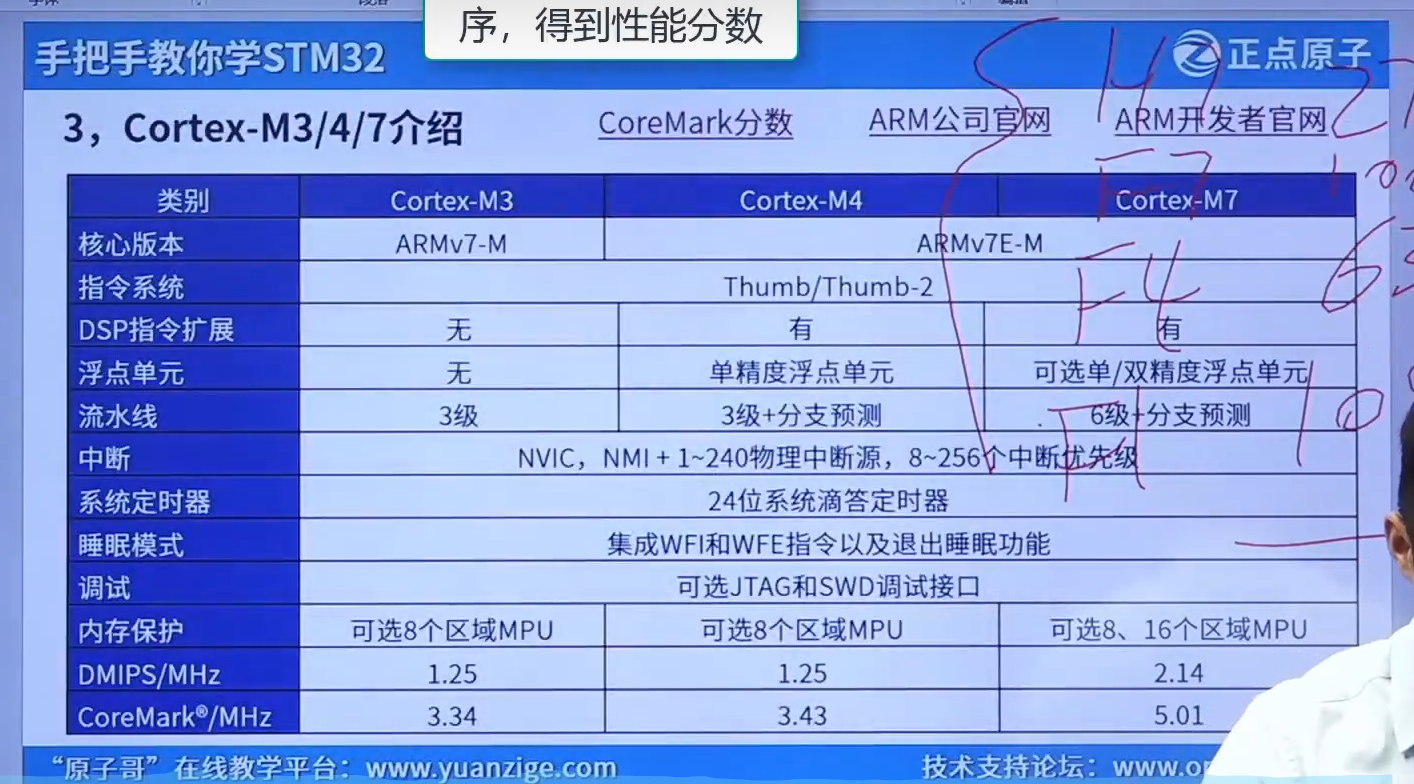 序，得到性能分数
手把手教你学STM32
正点原子
3，Cortex-M3/4/7介绍
CoreMark分数 ARM公司官网 ARM开发者官网
类别 Cortex-M3 Cortex-M4 Cortex-M7
核心版本 ARMv7-M ARMv7E-M
指令系统 Thumb/Thumb-2
DSP指令扩展 无 有 有
浮点单元 无 单精度浮点单元 可选单/双精度浮点单元
流水线 3级 3级+分支预测 6级+分支预测
中断 NVIC，NMI + 1~240物理中断源，8~256个中断优先级
系统定时器 24位系统滴答定时器
睡眠模式 集成WFI和WFE指令以及退出睡眠功能
调试 可选JTAG和SWD调试接口
内存保护 可选8个区域MPU 可选8个区域MPU 可选8、16个区域MPU
DMIPS/MHz 1.25 1.25 2.14
CoreMark®/MHz 3.34 3.43 5.01
H7
F7
F4
F1
“原子哥”在线教学平台：www.yuanzige.com 技术支持论坛：www.op